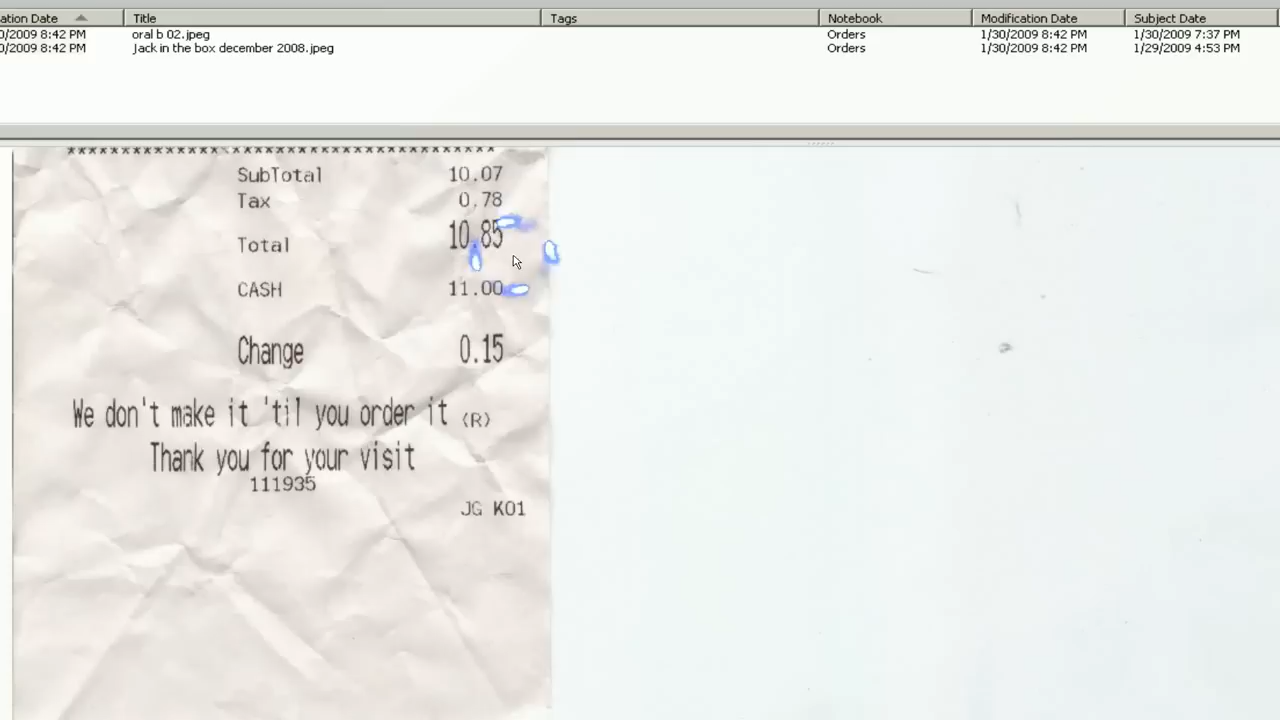 ation Date Title Tags Notebook Modification Date Subject Date
0/2009 8:42 PM oral b 02.jpeg Orders 1/30/2009 8:42 PM 1/30/2009 7:37 PM
0/2009 8:42 PM Jack in the box december 2008.jpeg Orders 1/30/2009 8:42 PM 1/29/2009 4:53 PM
****************************************
SubTotal 10.07
Tax 0.78
Total 10.85
CASH 11.00
Change 0.15
We don't make it 'til you order it (R)
Thank you for your visit
111935
JG K01